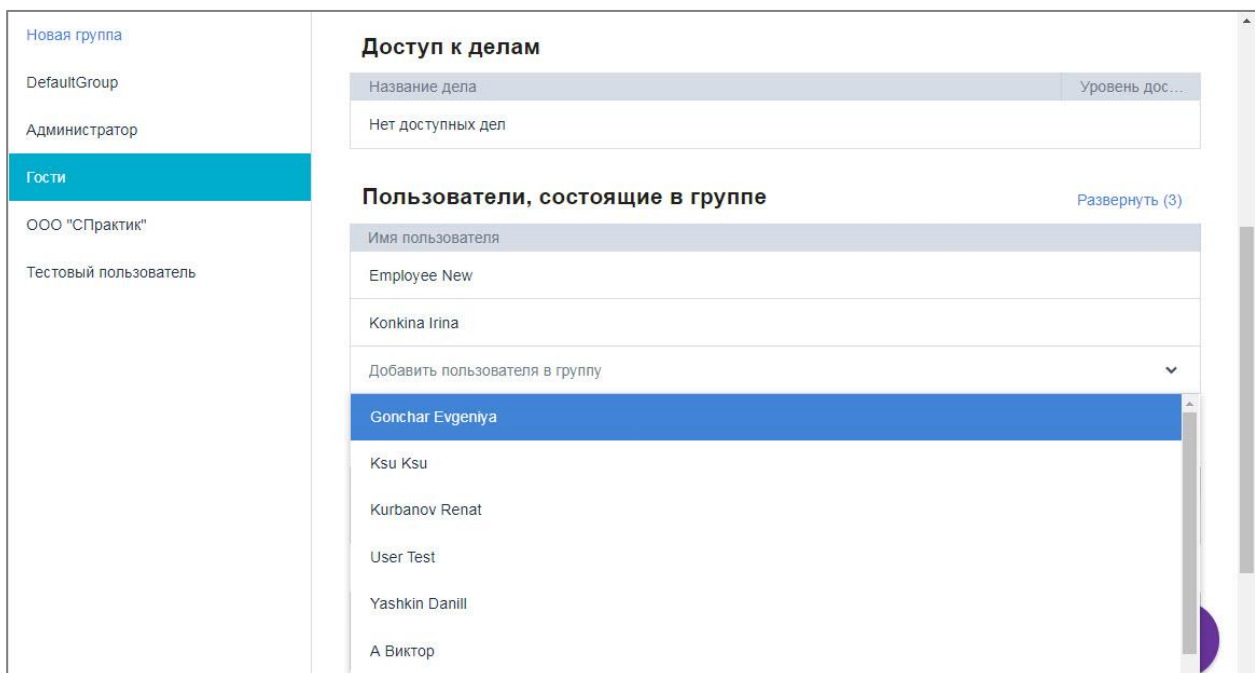 Новая группа
DefaultGroup
Администратор
Гости
ООО "СПрактик"
Тестовый пользователь
Доступ к делам
Название дела
Уровень дос...
Нет доступных дел
Пользователи, состоящие в группе
Развернуть (3)
Имя пользователя
Employee New
Konkina Irina
Добавить пользователя в группу
Gonchar Evgeniya
Ksu Ksu
Kurbanov Renat
User Test
Yashkin Danill
А Виктор